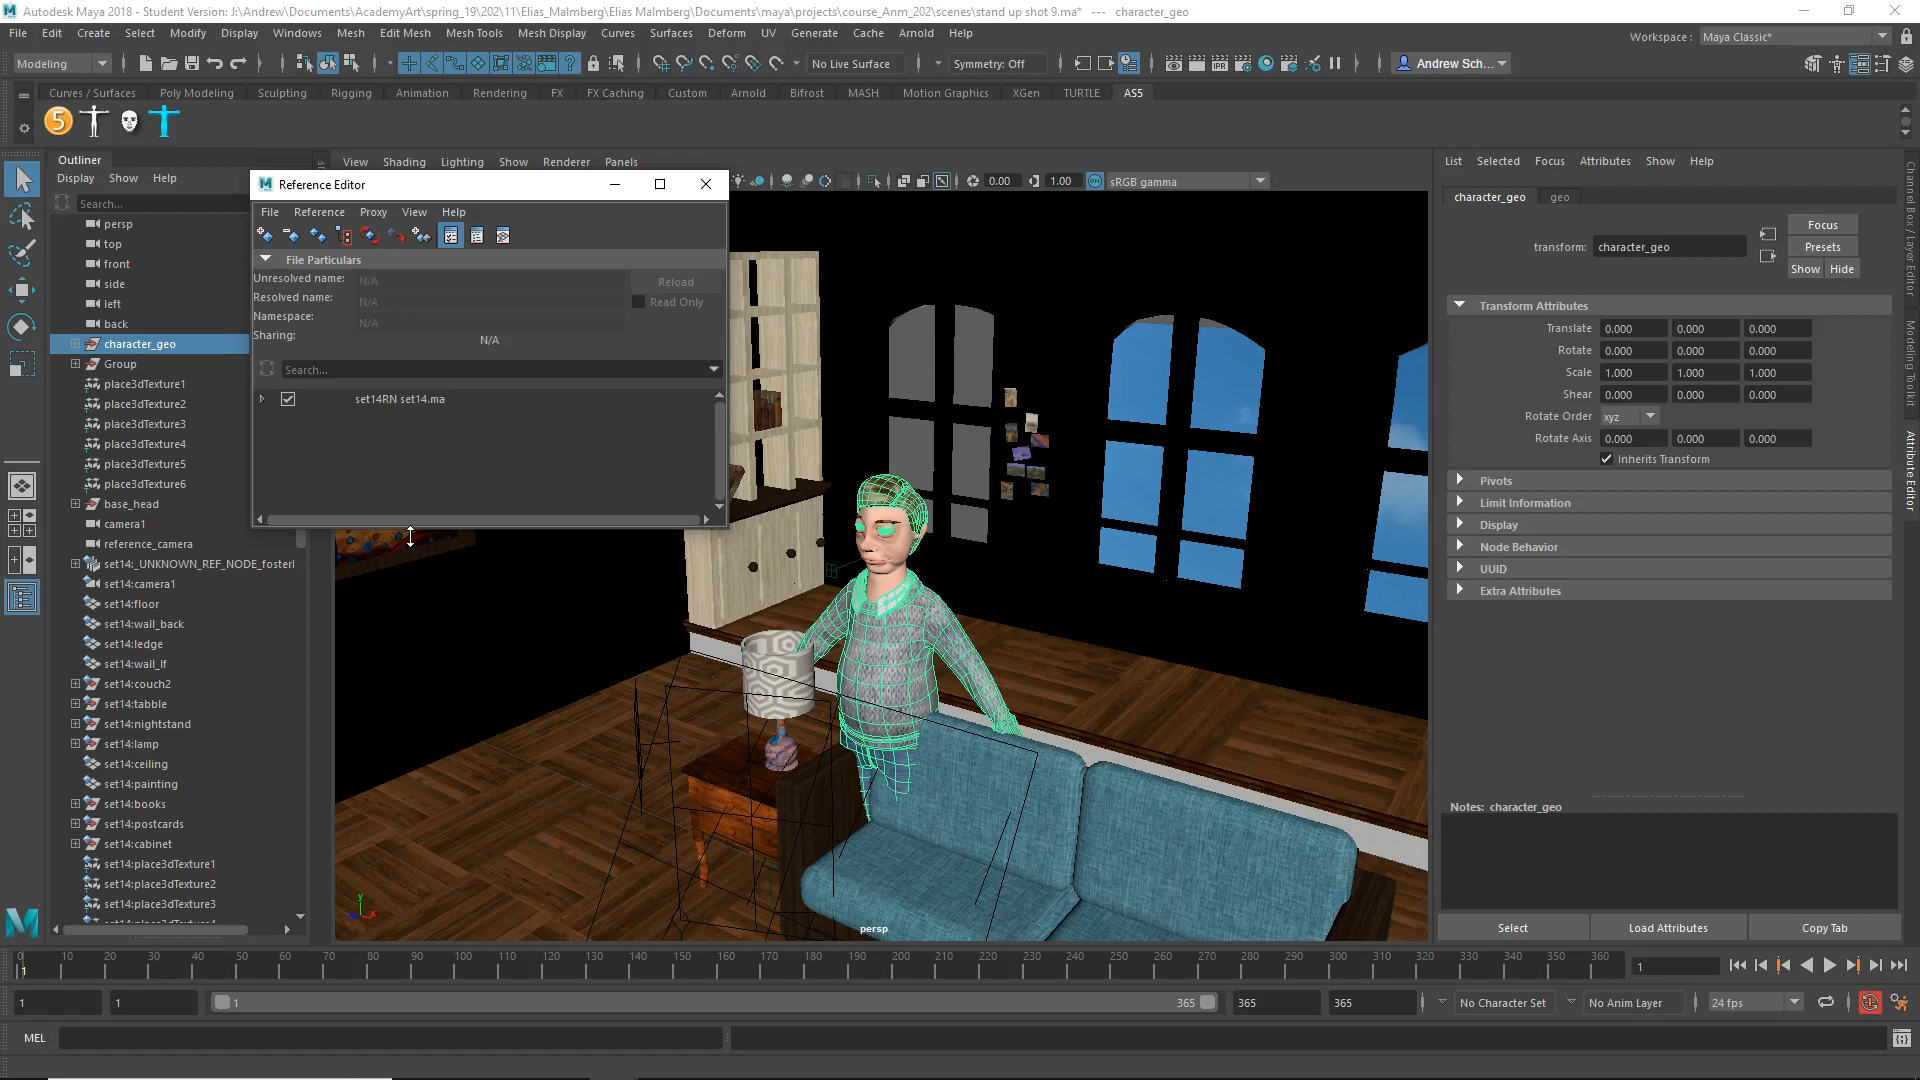 Autodesk Maya 2018 - Student Version: J:\Andrew\Documents\AcademyArt\spring_19\202\11\Elias_Malmberg\Elias Malmberg\Documents\maya\projects\course_Anm_202\scenes\stand up shot 9.ma* --- character_geo
File Edit Create Select Modify Display Windows Mesh Edit Mesh Mesh Tools Mesh Display Curves Surfaces Deform UV Generate Cache Arnold Help
Workspace : Maya Classic*
Modeling
No Live Surface
Symmetry: Off
IPR
Andrew Sch...
Curves / Surfaces Poly Modeling Sculpting Rigging Animation Rendering FX FX Caching Custom Arnold Bifrost MASH Motion Graphics XGen TURTLE AS5
5
Outliner
Display Show Help
Search...
persp
top
front
side
left
back
character_geo
Group
place3dTexture1
place3dTexture2
place3dTexture3
place3dTexture4
place3dTexture5
place3dTexture6
base_head
camera1
reference_camera
set14:_UNKNOWN_REF_NODE_fosterI
set14:camera1
set14:floor
set14:wall_back
set14:ledge
set14:wall_lf
set14:couch2
set14:tabble
set14:nightstand
set14:lamp
set14:ceiling
set14:painting
set14:books
set14:postcards
set14:cabinet
set14:place3dTexture1
set14:place3dTexture2
set14:place3dTexture3
View Shading Lighting Show Renderer Panels
0.00 1.00 ON sRGB gamma
Reference Editor
File Reference Proxy View Help
File Particulars
Unresolved name: N/A Reload
Resolved name: N/A Read Only
Namespace: N/A
Sharing: N/A
Search...
set14RN set14.ma
y
x
persp
List Selected Focus Attributes Show Help
character_geo geo
Focus
transform: character_geo Presets
Show Hide
Transform Attributes
Translate 0.000 0.000 0.000
Rotate 0.000 0.000 0.000
Scale 1.000 1.000 1.000
Shear 0.000 0.000 0.000
Rotate Order xyz
Rotate Axis 0.000 0.000 0.000
Inherits Transform
Pivots
Limit Information
Display
Node Behavior
UUID
Extra Attributes
Notes: character_geo
Select Load Attributes Copy Tab
Channel Box / Layer Editor
Modeling Toolkit
Attribute Editor
0 10 20 30 40 50 60 70 80 90 100 110 120 130 140 150 160 170 180 190 200 210 220 230 240 250 260 270 280 290 300 310 320 330 340 350 360
1
1
1 1 1 365 365 365 No Character Set No Anim Layer 24 fps
MEL